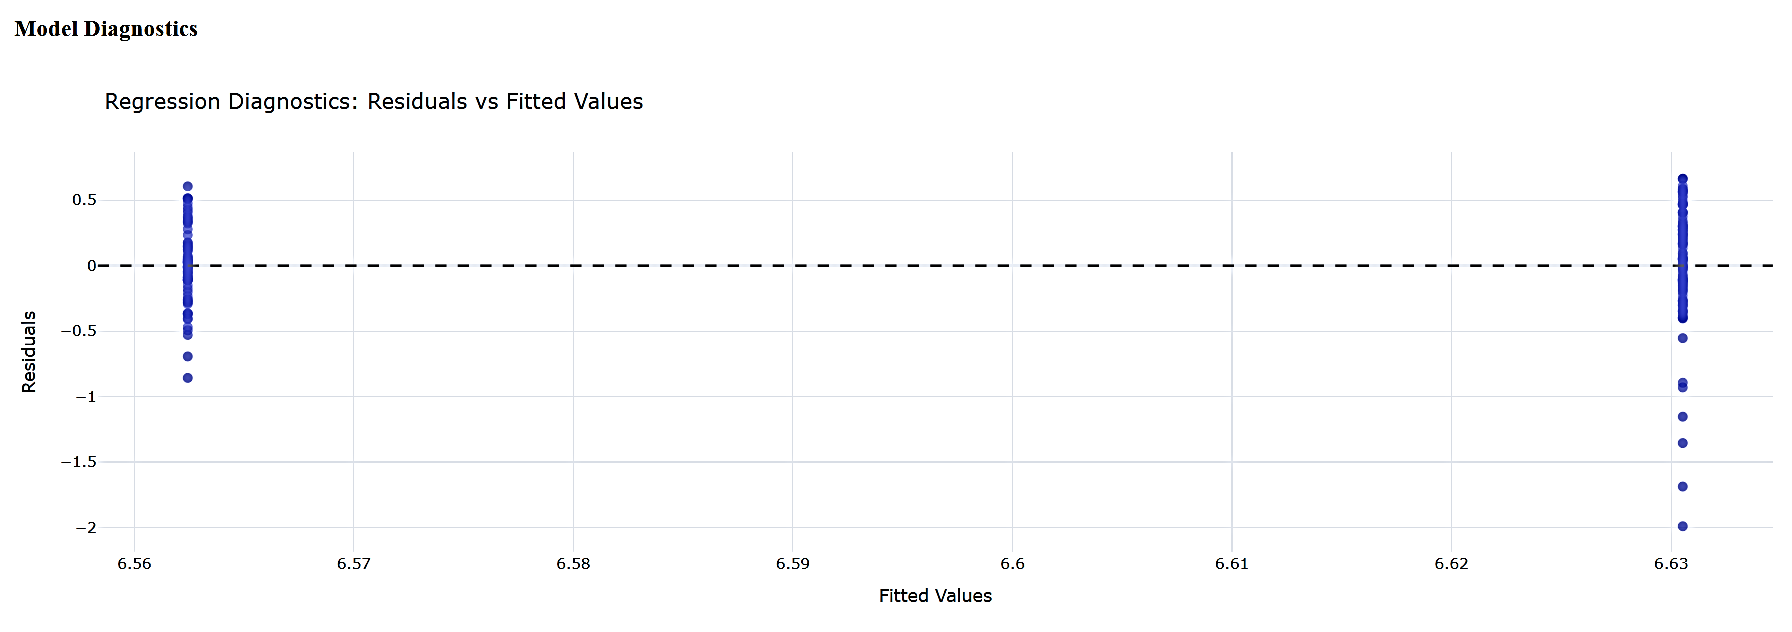 Model Diagnostics
Regression Diagnostics: Residuals vs Fitted Values
0.5
0
−0.5
−1
−1.5
−2
Residuals
6.56 6.57 6.58 6.59 6.6 6.61 6.62 6.63
Fitted Values